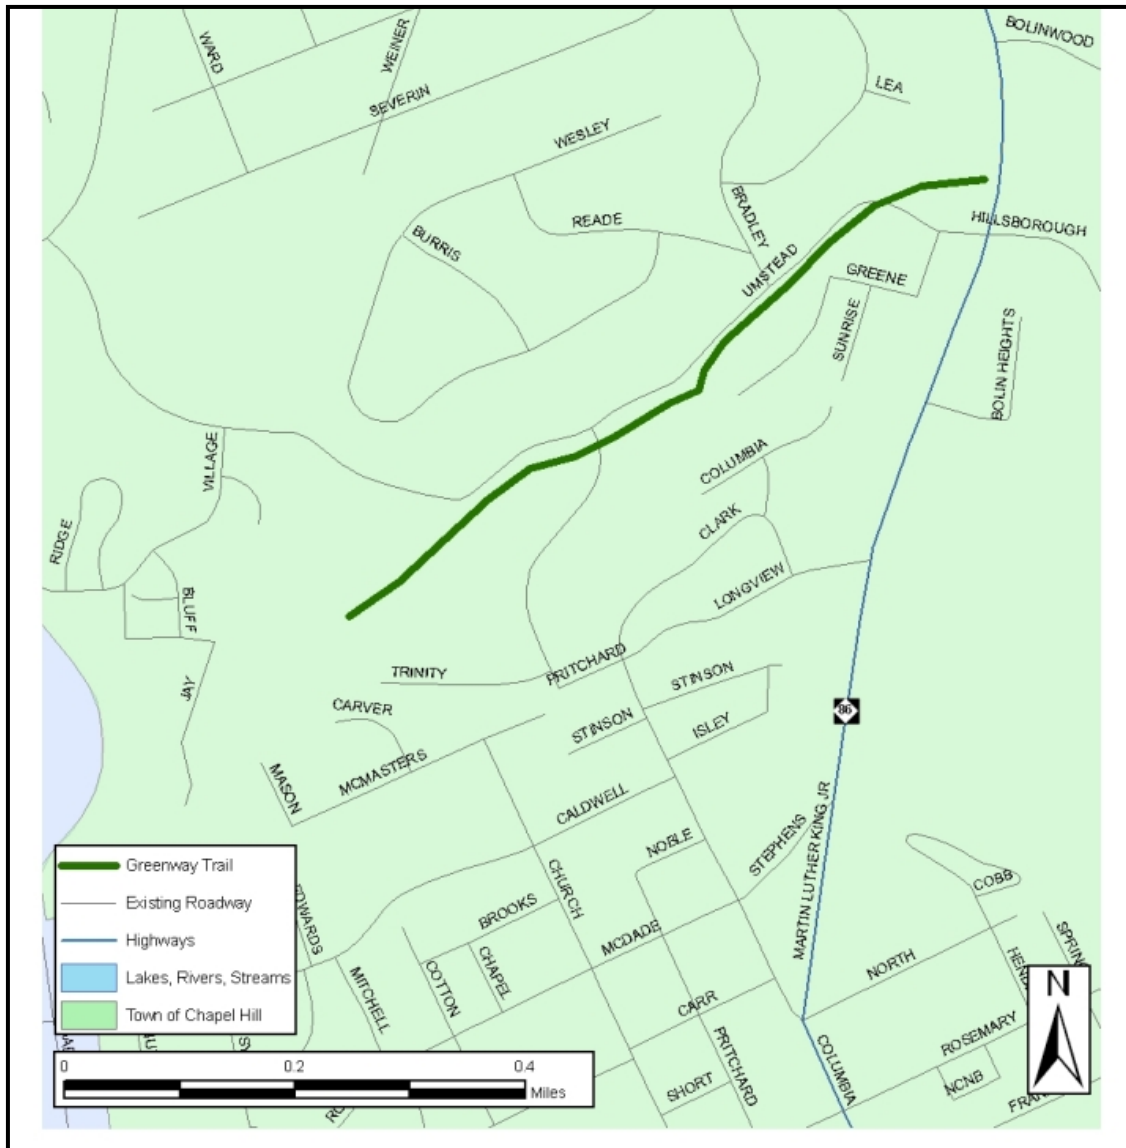 BOLINWOOD
WARD
WEINER
SEVERIN
LEA
WESLEY
BRADLEY
READE
BURRIS
HILLSBOROUGH
UMSTEAD
GREENE
SUNRISE
BOLIN HEIGHTS
VILLAGE
COLUMBIA
CLARK
RIDGE
LONGVIEW
BLUFF
PRITCHARD
TRINITY
STINSON
JAY
CARVER
STINSON
ISLEY
86
MCMASTERS
MASON
CALDWELL
MARTIN LUTHER KING JR
STEPHENS
NOBLE
Greenway Trail
CHURCH
COBB
EDWARDS
Existing Roadway
BROOKS
MCDADE
Highways
CHAPEL
NORTH
Lakes, Rivers, Streams
MITCHELL
COTTON
CARR
Town of Chapel Hill
N
ROSEMARY
PRITCHARD
COLUMBIA
0 0.2 0.4
Miles
SHORT
NCNB